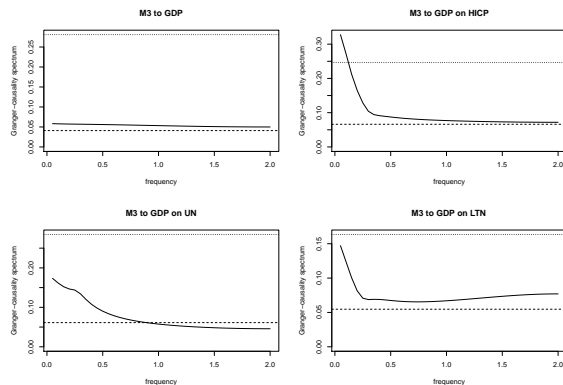 M3 to GDP
Granger−causality spectrum
0.00 0.05 0.10 0.15 0.20 0.25
0.0 0.5 1.0 1.5 2.0
frequency
M3 to GDP on HICP
Granger−causality spectrum
0.00 0.10 0.20 0.30
0.0 0.5 1.0 1.5 2.0
frequency
M3 to GDP on UN
Granger−causality spectrum
0.00 0.10 0.20
0.0 0.5 1.0 1.5 2.0
frequency
M3 to GDP on LTN
Granger−causality spectrum
0.00 0.05 0.10 0.15
0.0 0.5 1.0 1.5 2.0
frequency